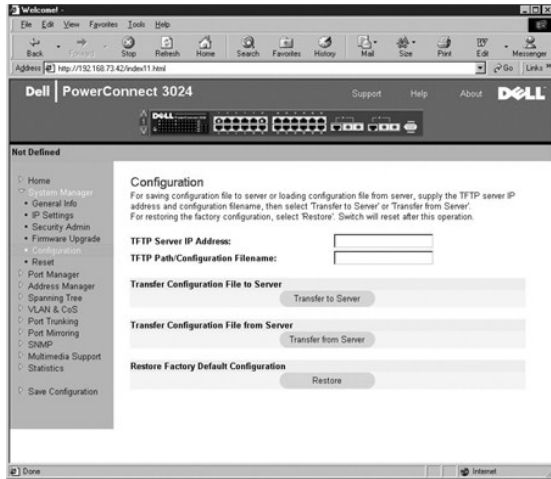 Welcome! -
File Edit View Favorites Tools Help
Back Forward Stop Refresh Home Search Favorites History Mail Size Print Edit Messenger
Address http://192.168.73.42/index11.html Go Links »
Dell | PowerConnect 3024
Support Help About DELL
DELL
Not Defined
Home
System Manager
• General Info
• IP Settings
• Security Admin
• Firmware Upgrade
• Configuration
• Reset
Port Manager
Address Manager
Spanning Tree
VLAN & CoS
Port Trunking
Port Mirroring
SNMP
Multimedia Support
Statistics
Save Configuration
Configuration
For saving configuration file to server or loading configuration file from server, supply the TFTP server IP
address and configuration filename, then select 'Transfer to Server' or 'Transfer from Server'.
For restoring the factory configuration, select 'Restore'. Switch will reset after this operation.
TFTP Server IP Address:
TFTP Path/Configuration Filename:
Transfer Configuration File to Server
Transfer to Server
Transfer Configuration File from Server
Transfer from Server
Restore Factory Default Configuration
Restore
Done Internet